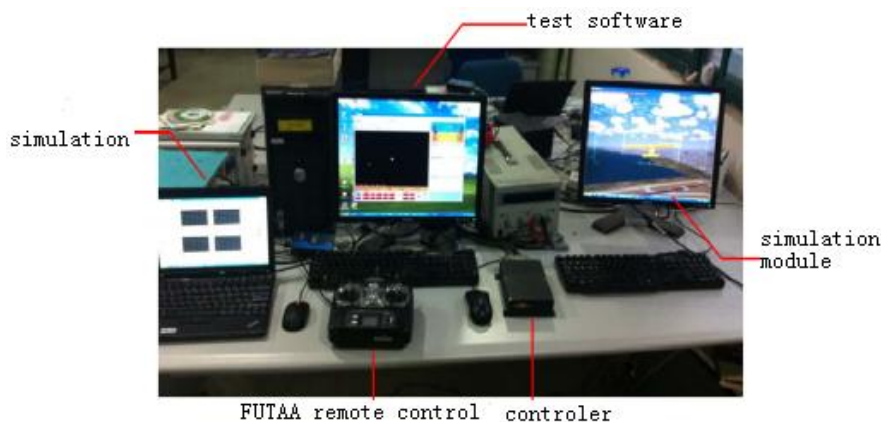 test software
simulation
simulation
module
FUTAA remote control
controler